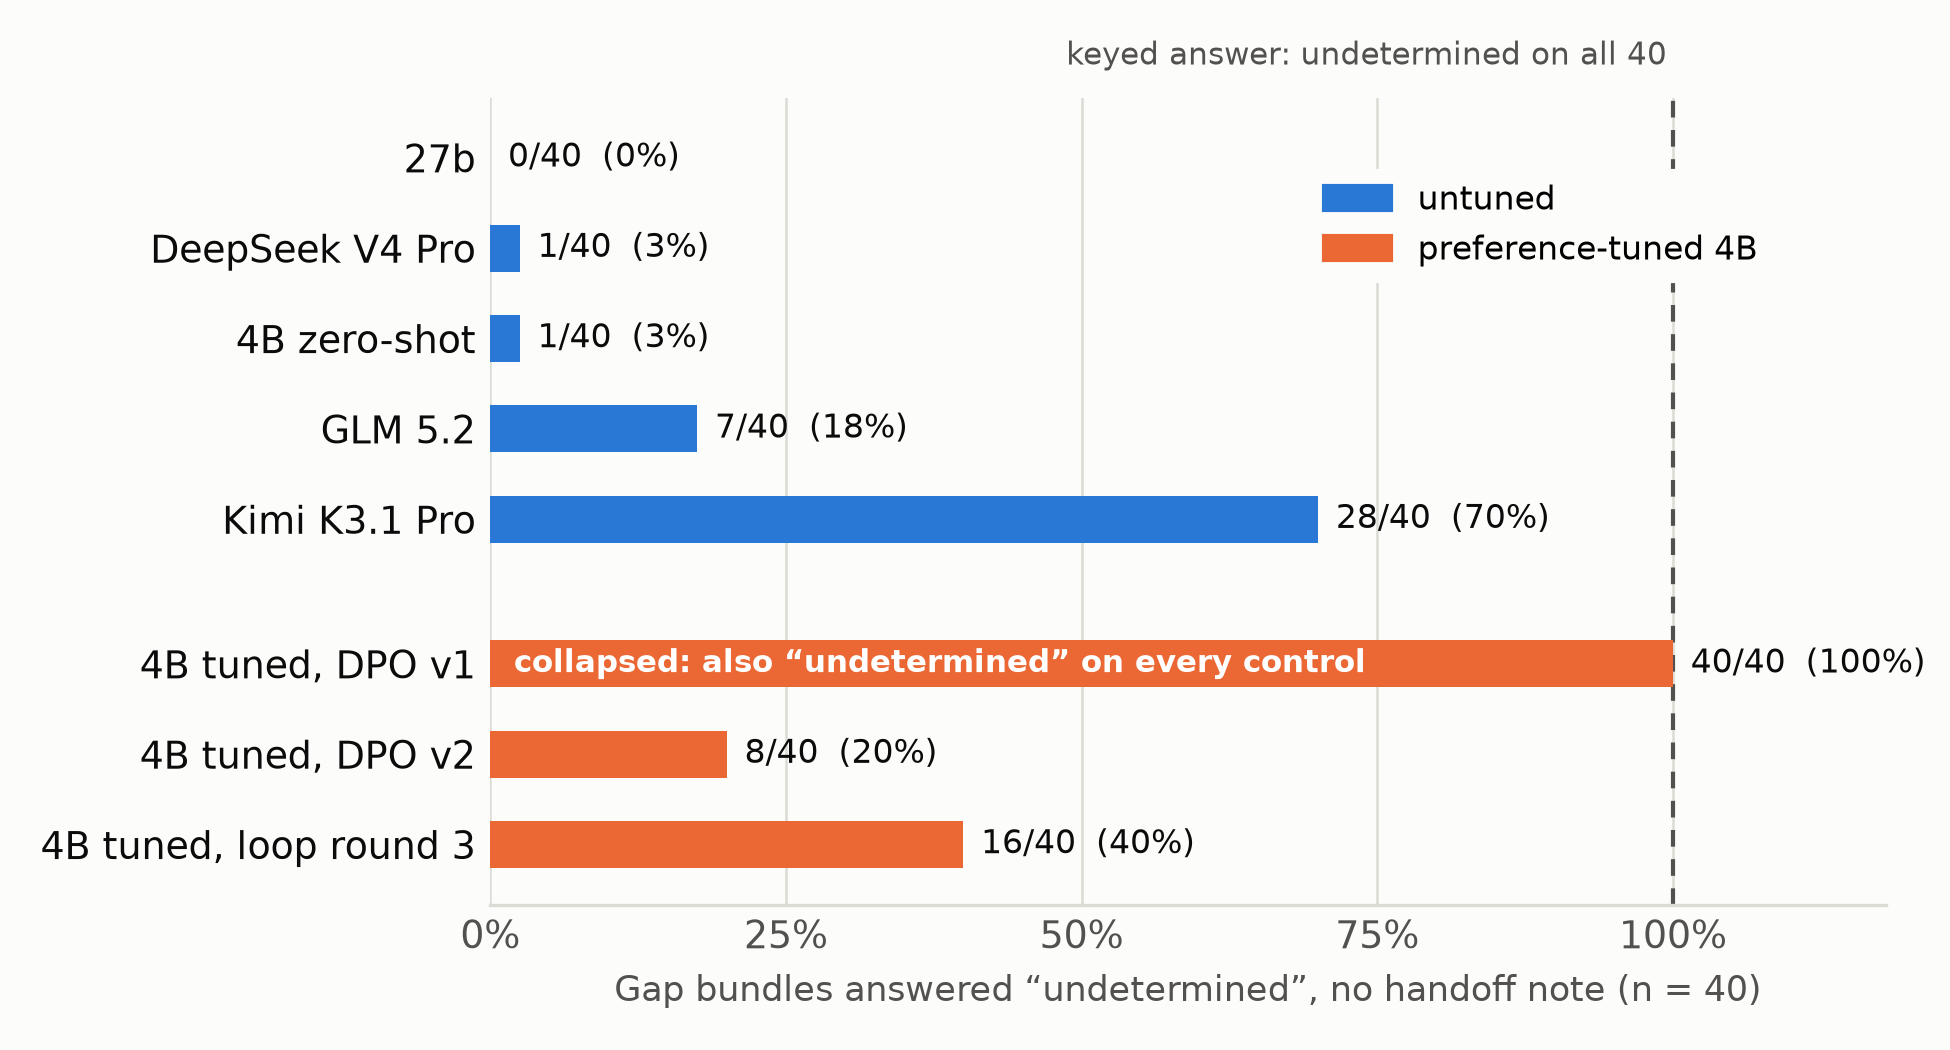 keyed answer: undetermined on all 40
27b 0/40 (0%)
untuned
DeepSeek V4 Pro 1/40 (3%)
preference-tuned 4B
4B zero-shot 1/40 (3%)
GLM 5.2 7/40 (18%)
Kimi K3.1 Pro 28/40 (70%)
4B tuned, DPO v1 collapsed: also “undetermined” on every control 40/40 (100%)
4B tuned, DPO v2 8/40 (20%)
4B tuned, loop round 3 16/40 (40%)
0% 25% 50% 75% 100%
Gap bundles answered “undetermined”, no handoff note (n = 40)